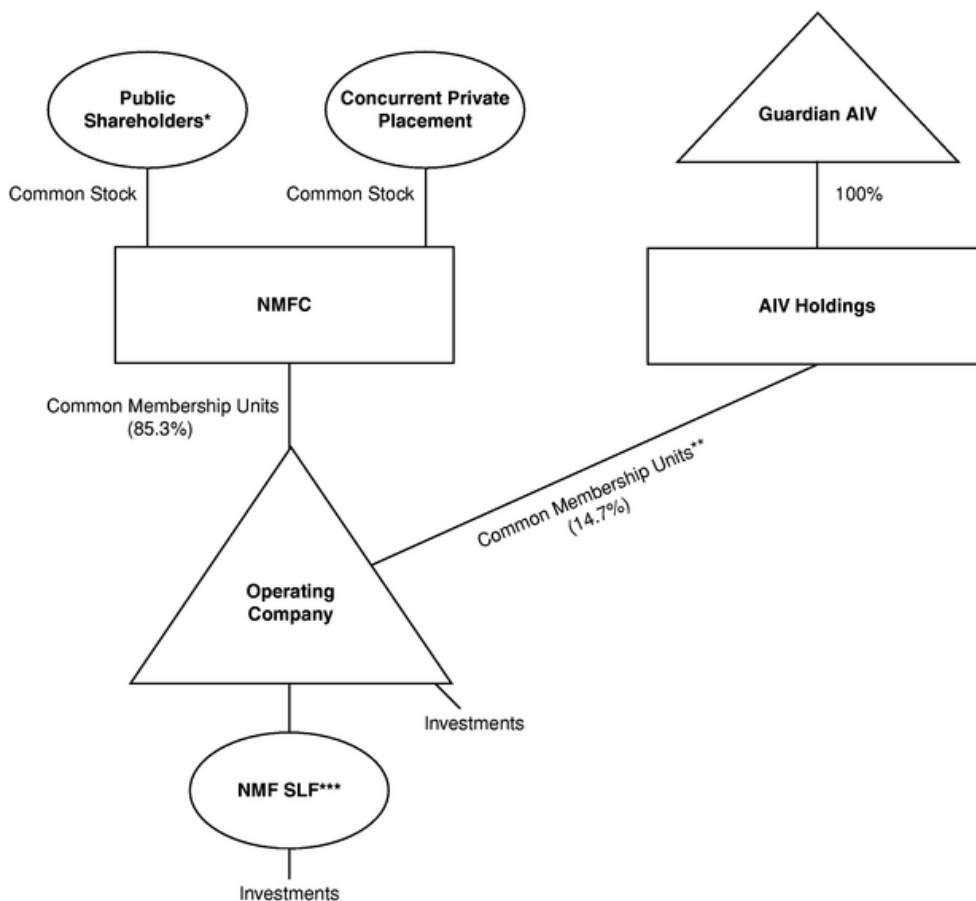 Public
Shareholders*
Concurrent Private
Placement
Guardian AIV
Common Stock
Common Stock
100%
NMFC
AIV Holdings
Common Membership Units
(85.3%)
Common Membership Units**
(14.7%)
Operating
Company
Investments
NMF SLF***
Investments